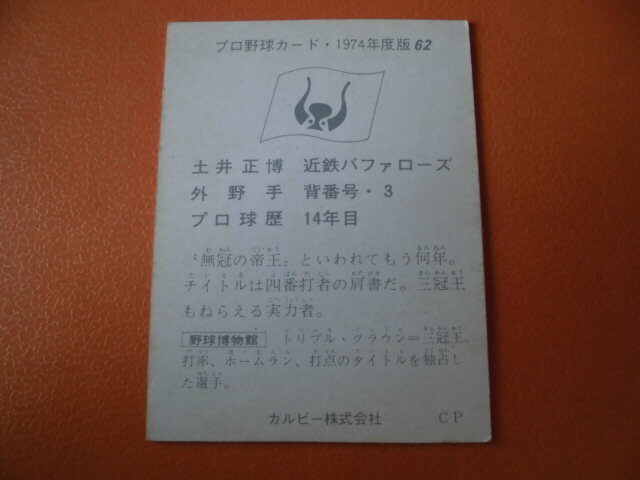 プロ野球カード・1974年度版62
土井正博 近鉄バファローズ
外野手 背番号・3
プロ球歴 14年目
〝無冠の帝王〟といわれてもう何年。
チイトルは四番打者の肩書だ。三冠王
もねらえる実力者。
野球博物館 トリプル・クラウン＝三冠王。
打率、ホームラン、打点のタイトルを独占し
た選手。
カルビー株式会社 CP